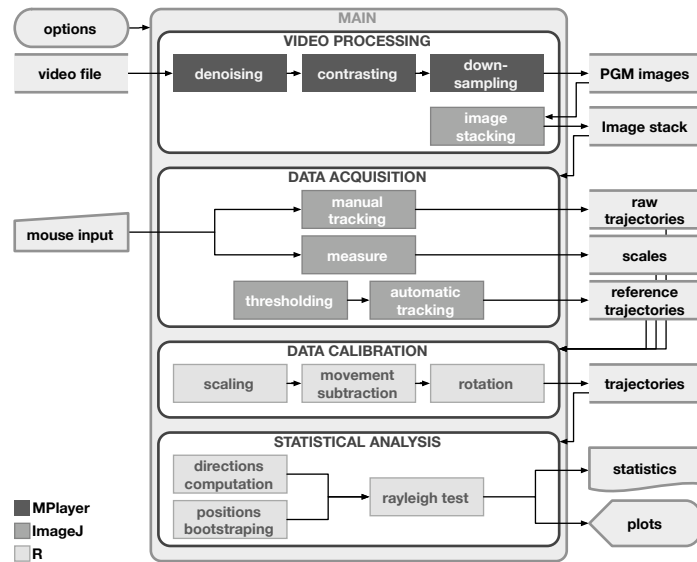 MAIN
options
VIDEO PROCESSING
video file
denoising
contrasting
down-
sampling
PGM images
image
stacking
Image stack
DATA ACQUISITION
mouse input
manual
tracking
raw
trajectories
measure
scales
thresholding
automatic
tracking
reference
trajectories
DATA CALIBRATION
scaling
movement
subtraction
rotation
trajectories
STATISTICAL ANALYSIS
directions
computation
positions
bootstraping
rayleigh test
statistics
plots
MPlayer
ImageJ
R